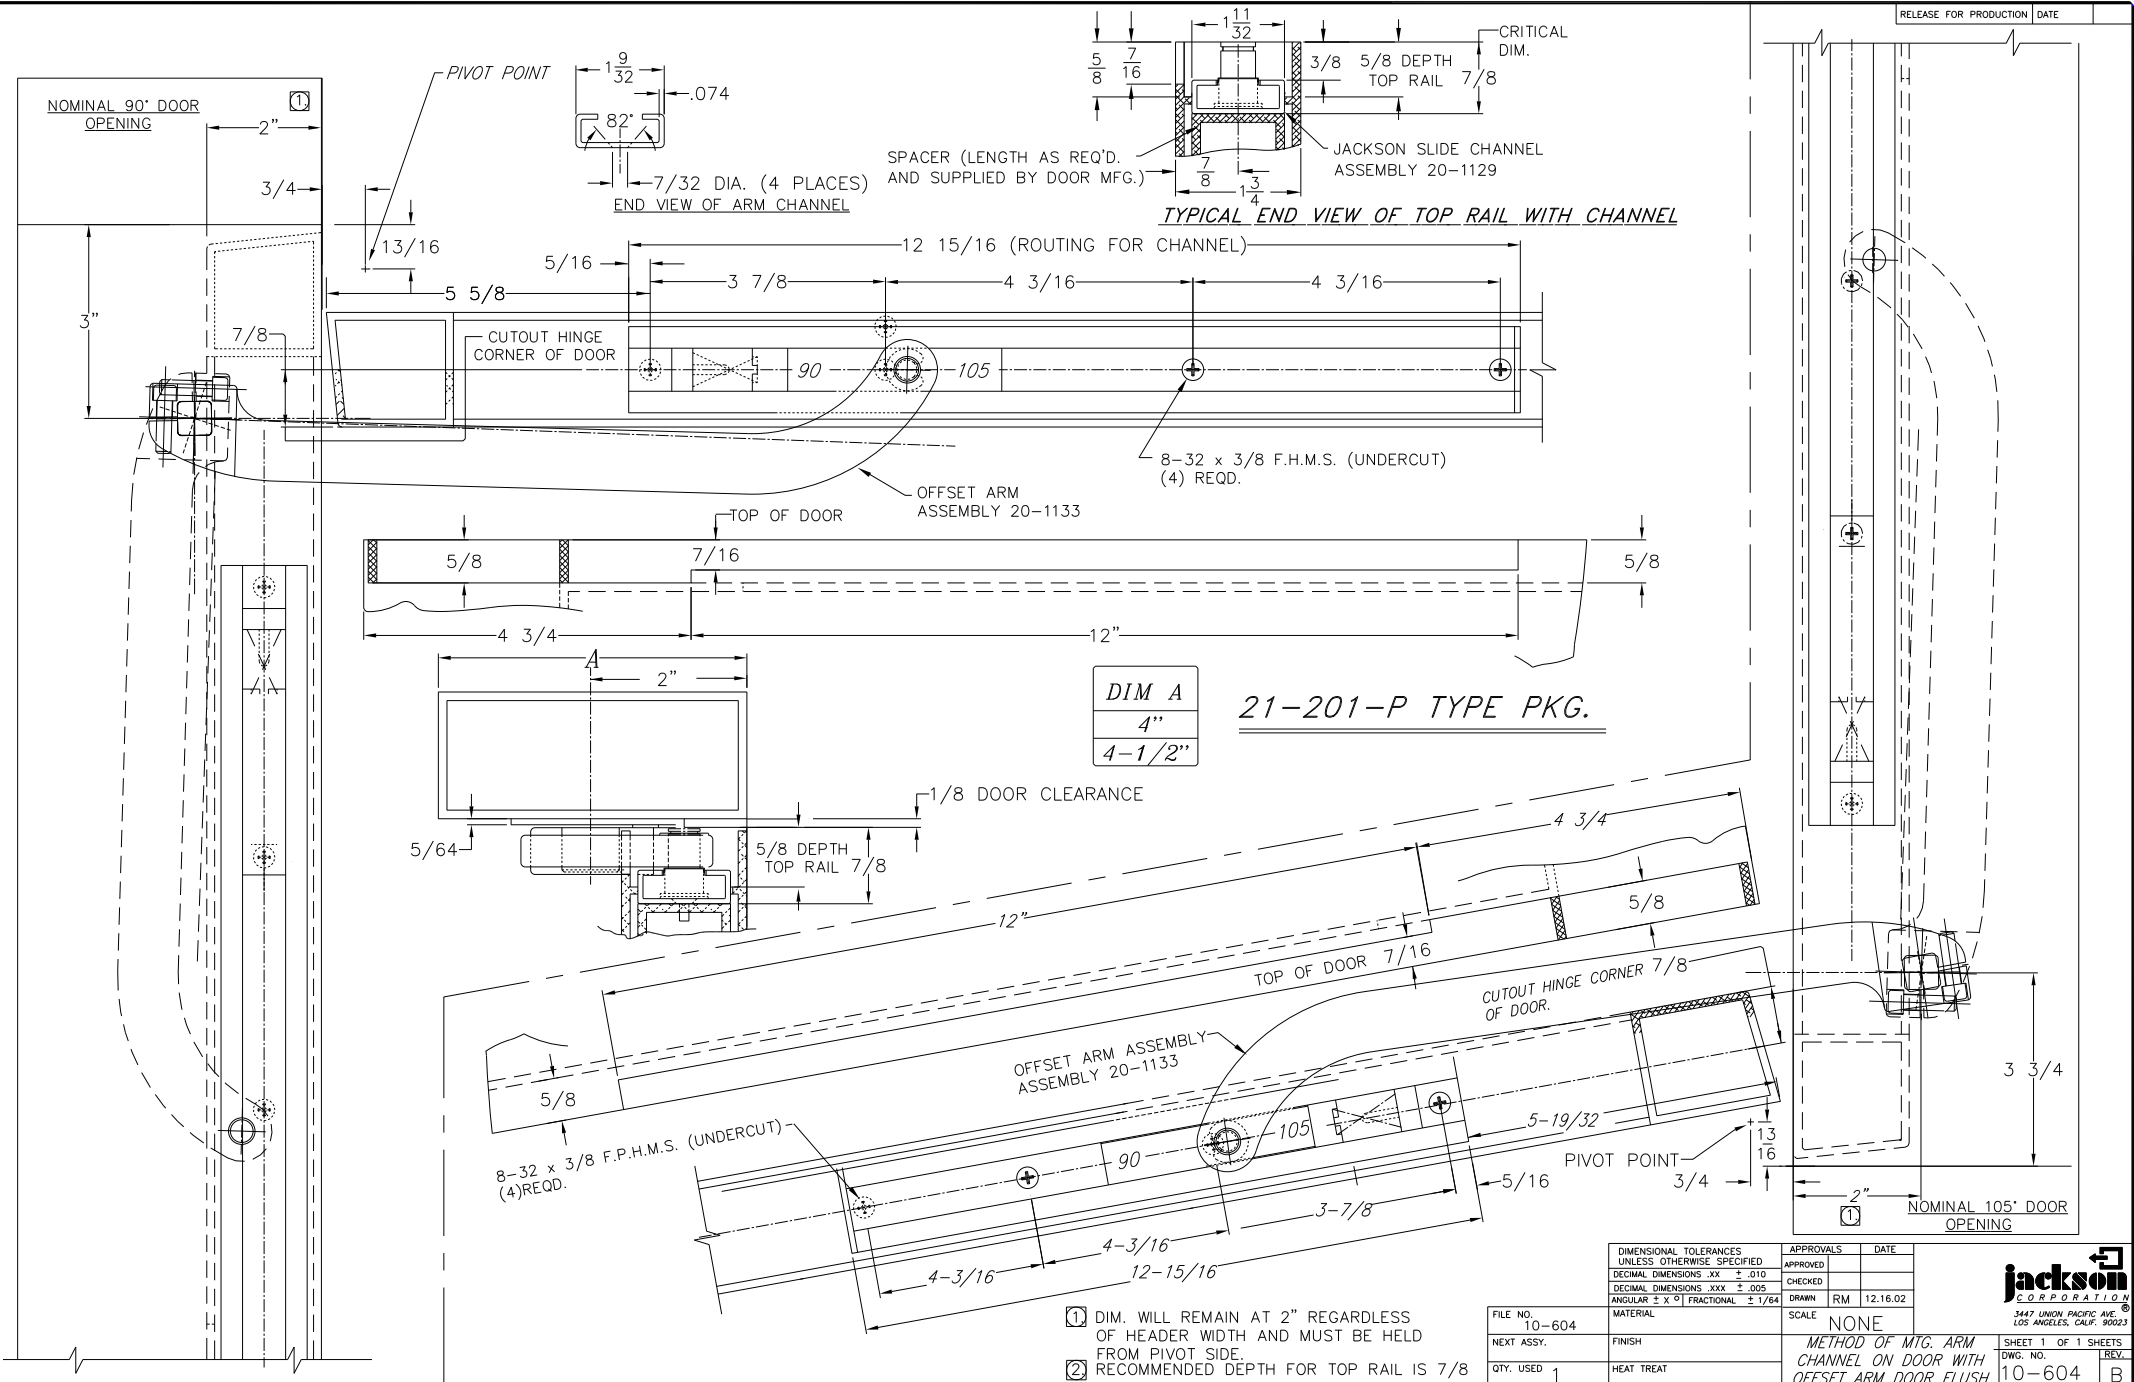 RELEASE FOR PRODUCTION DATE
NOMINAL 90° DOOR
OPENING
1
2"
3/4
PIVOT POINT
13/16
3"
1 9/32
.074
82°
7/32 DIA. (4 PLACES)
END VIEW OF ARM CHANNEL
1 11/32
CRITICAL
DIM.
5/8
7/16
3/8
5/8 DEPTH
TOP RAIL
7/8
SPACER (LENGTH AS REQ'D.
AND SUPPLIED BY DOOR MFG.)
7/8
1 3/4
JACKSON SLIDE CHANNEL
ASSEMBLY 20-1129
TYPICAL END VIEW OF TOP RAIL WITH CHANNEL
12 15/16 (ROUTING FOR CHANNEL)
5/16
5 5/8
3 7/8
4 3/16
4 3/16
7/8
CUTOUT HINGE
CORNER OF DOOR
90
105
8-32 x 3/8 F.H.M.S. (UNDERCUT)
(4) REQD.
OFFSET ARM
ASSEMBLY 20-1133
TOP OF DOOR
5/8
7/16
5/8
4 3/4
12"
A
2"
DIM A
4"
4-1/2"
21-201-P TYPE PKG.
1/8 DOOR CLEARANCE
5/64
5/8 DEPTH
TOP RAIL
7/8
4 3/4
12"
5/8
TOP OF DOOR
7/16
CUTOUT HINGE CORNER
OF DOOR.
7/8
OFFSET ARM ASSEMBLY
ASSEMBLY 20-1133
5/8
8-32 x 3/8 F.P.H.M.S. (UNDERCUT)
(4)REQD.
90
105
5-19/32
PIVOT POINT
13/16
3/4
5/16
3-7/8
4-3/16
4-3/16
12-15/16
3 3/4
2"
1
NOMINAL 105° DOOR
OPENING
1 DIM. WILL REMAIN AT 2" REGARDLESS
OF HEADER WIDTH AND MUST BE HELD
FROM PIVOT SIDE.
2 RECOMMENDED DEPTH FOR TOP RAIL IS 7/8
DIMENSIONAL TOLERANCES
UNLESS OTHERWISE SPECIFIED
DECIMAL DIMENSIONS .XX ± .010
DECIMAL DIMENSIONS .XXX ± .005
ANGULAR ± X ° FRACTIONAL ± 1/64
APPROVALS DATE
APPROVED
CHECKED
DRAWN RM 12.16.02
SCALE NONE
FILE NO.
10-604
MATERIAL
NEXT ASSY.
FINISH
QTY. USED 1
HEAT TREAT
jackson
CORPORATION ®
3447 UNION PACIFIC AVE.
LOS ANGELES, CALIF. 90023
METHOD OF MTG. ARM
CHANNEL ON DOOR WITH
OFFSET ARM DOOR FLUSH
SHEET 1 OF 1 SHEETS
DWG. NO.
10-604
REV.
B